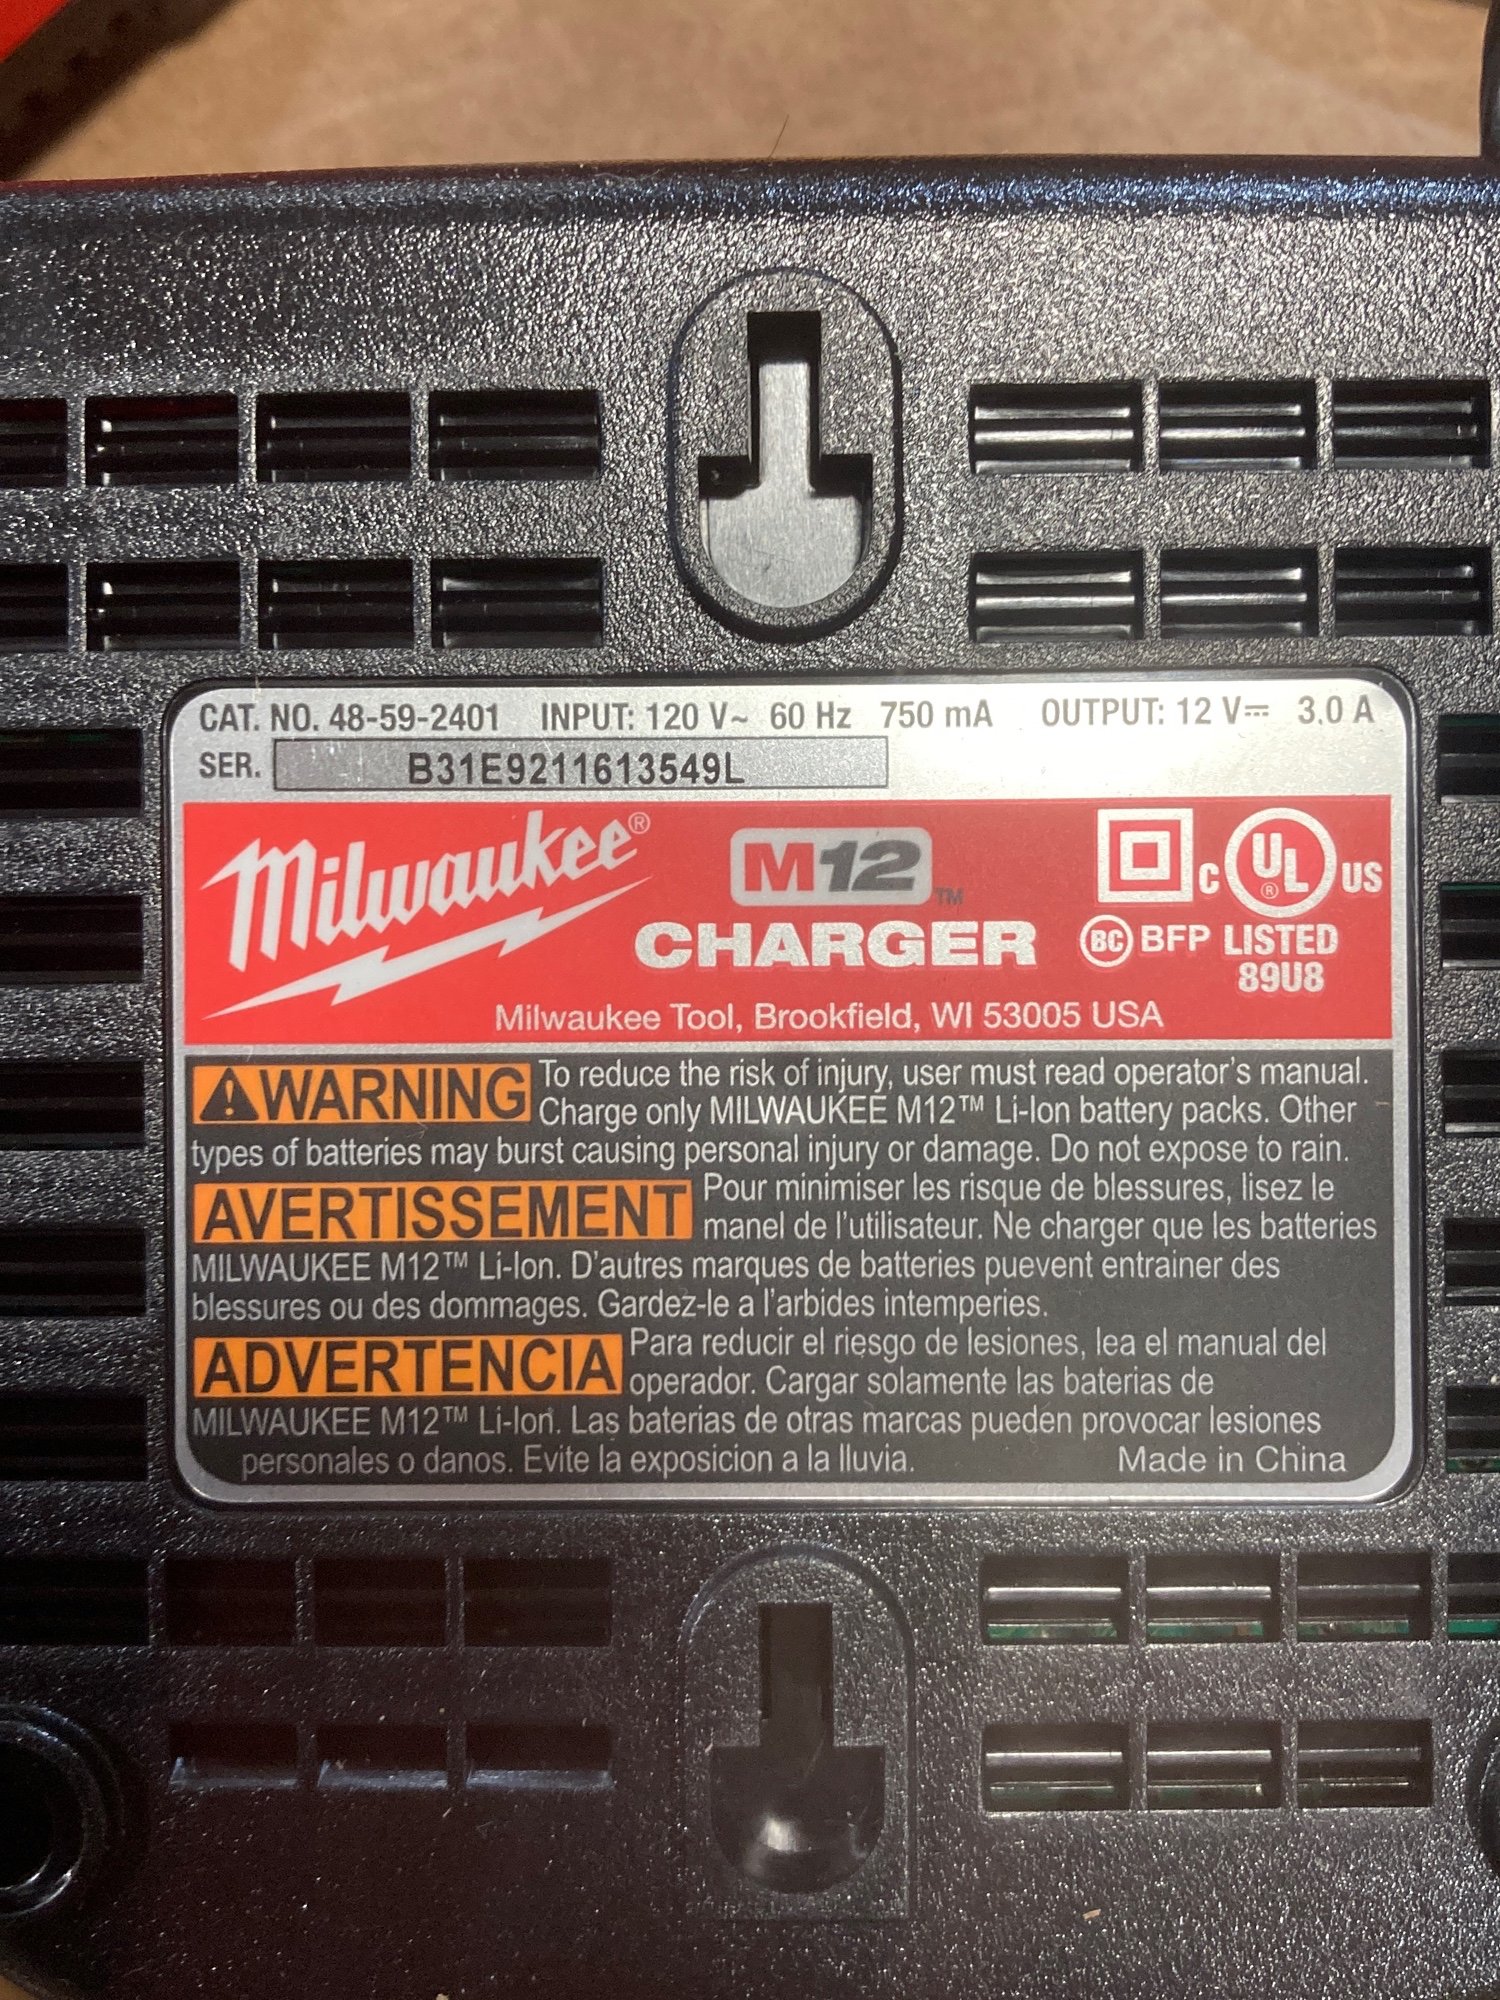 CAT. NO. 48-59-2401 INPUT: 120 V~ 60 Hz 750 mA OUTPUT: 12 V⎓ 3.0 A
SER. B31E9211613549L
Milwaukee®
M12™
CHARGER
C UL® US
BC BFP LISTED
89U8
Milwaukee Tool, Brookfield, WI 53005 USA
⚠WARNING To reduce the risk of injury, user must read operator's manual.
Charge only MILWAUKEE M12™ Li-Ion battery packs. Other
types of batteries may burst causing personal injury or damage. Do not expose to rain.
AVERTISSEMENT Pour minimiser les risque de blessures, lisez le
manel de l'utilisateur. Ne charger que les batteries
MILWAUKEE M12™ Li-Ion. D'autres marques de batteries puevent entrainer des
blessures ou des dommages. Gardez-le a l'arbides intemperies.
ADVERTENCIA Para reducir el riesgo de lesiones, lea el manual del
operador. Cargar solamente las baterias de
MILWAUKEE M12™ Li-Ion. Las baterias de otras marcas pueden provocar lesiones
personales o danos. Evite la exposicion a la lluvia. Made in China